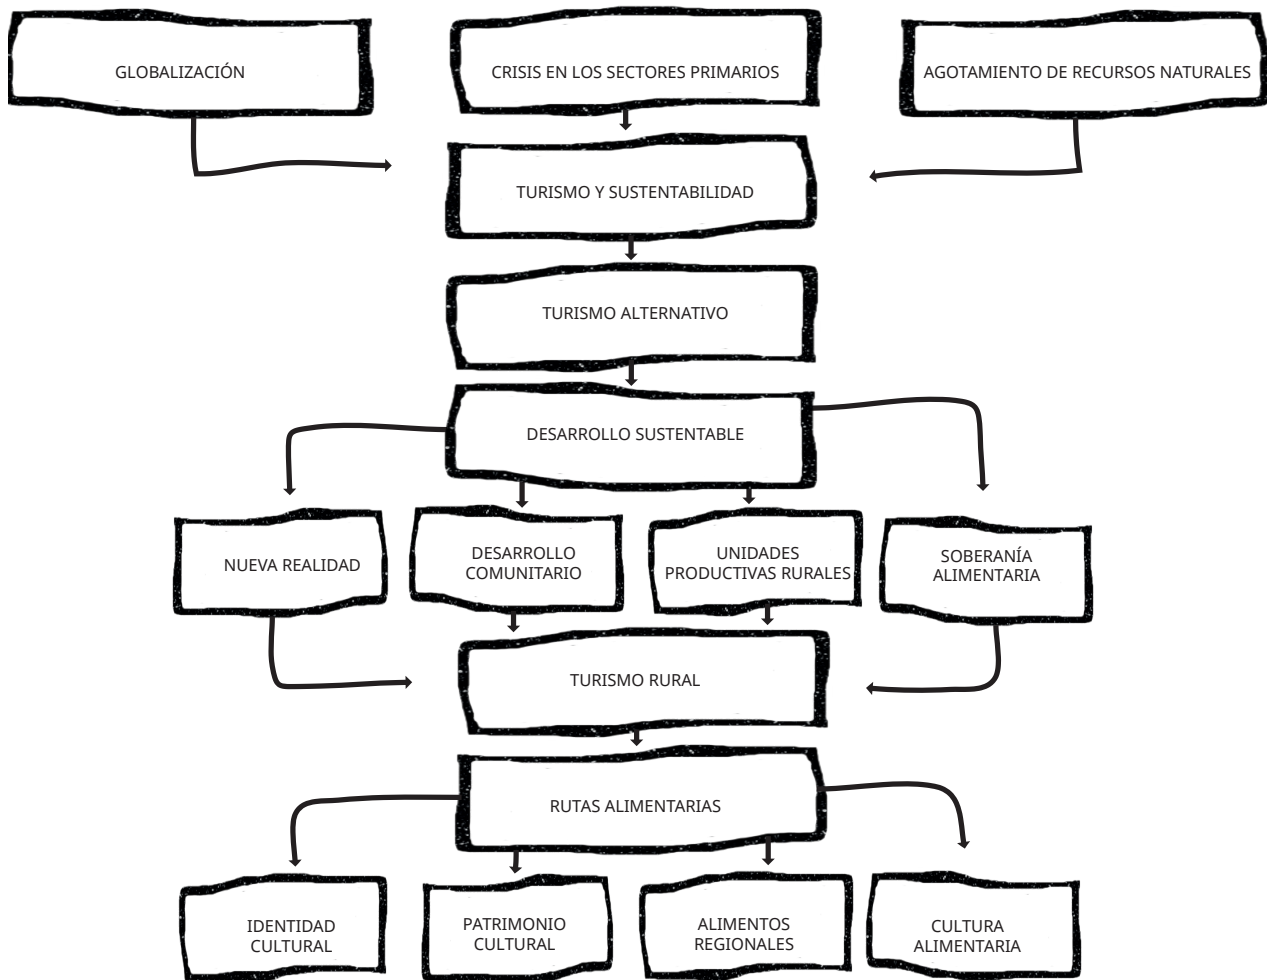 GLOBALIZACIÓN
CRISIS EN LOS SECTORES PRIMARIOS
AGOTAMIENTO DE RECURSOS NATURALES
TURISMO Y SUSTENTABILIDAD
TURISMO ALTERNATIVO
DESARROLLO SUSTENTABLE
NUEVA REALIDAD
DESARROLLO
COMUNITARIO
UNIDADES
PRODUCTIVAS RURALES
SOBERANÍA
ALIMENTARIA
TURISMO RURAL
RUTAS ALIMENTARIAS
IDENTIDAD
CULTURAL
PATRIMONIO
CULTURAL
ALIMENTOS
REGIONALES
CULTURA
ALIMENTARIA